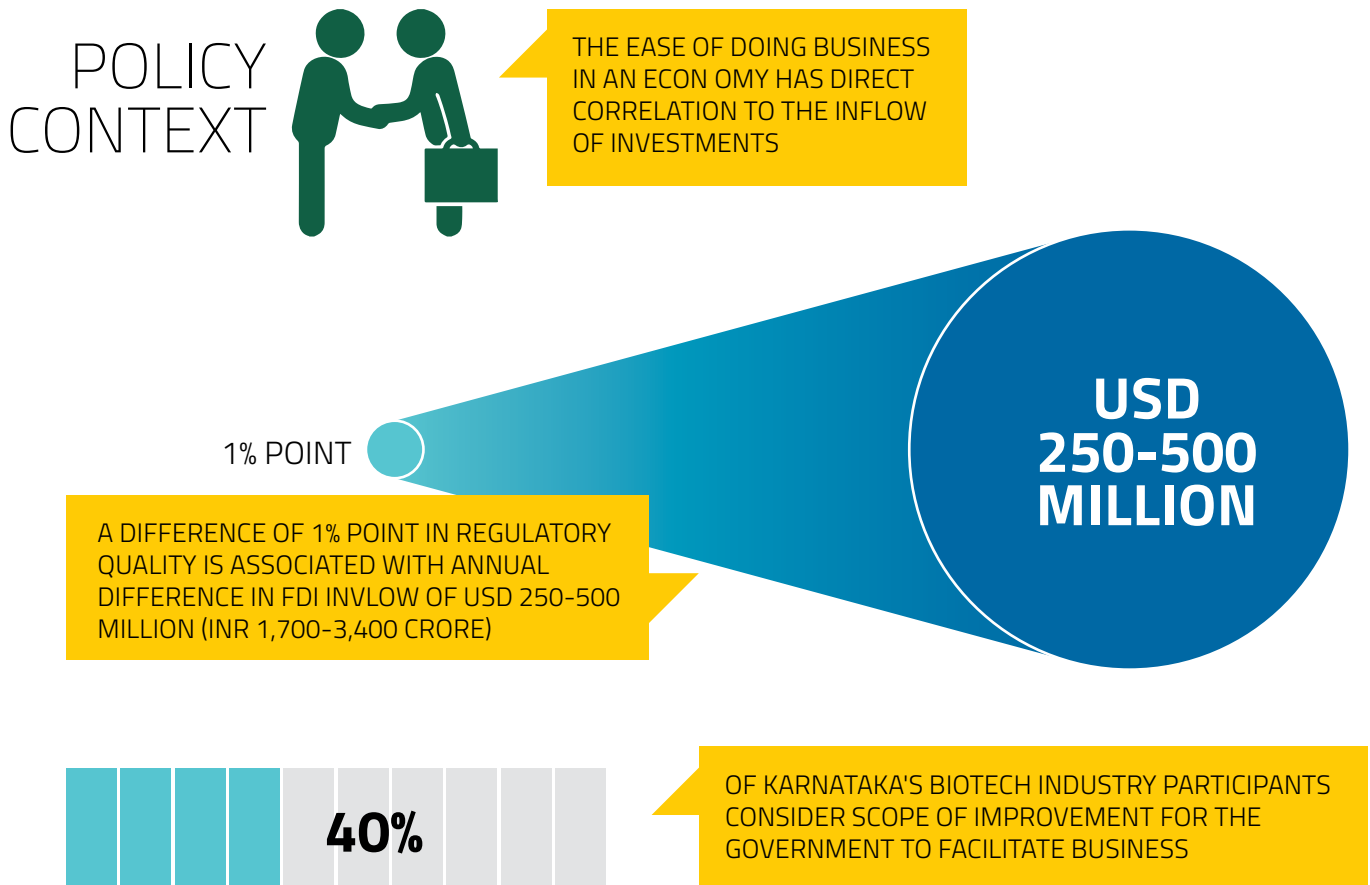 POLICY
CONTEXT
THE EASE OF DOING BUSINESS
IN AN ECON OMY HAS DIRECT
CORRELATION TO THE INFLOW
OF INVESTMENTS
1% POINT
USD
250-500
MILLION
A DIFFERENCE OF 1% POINT IN REGULATORY
QUALITY IS ASSOCIATED WITH ANNUAL
DIFFERENCE IN FDI INVLOW OF USD 250-500
MILLION (INR 1,700-3,400 CRORE)
40%
OF KARNATAKA'S BIOTECH INDUSTRY PARTICIPANTS
CONSIDER SCOPE OF IMPROVEMENT FOR THE
GOVERNMENT TO FACILITATE BUSINESS